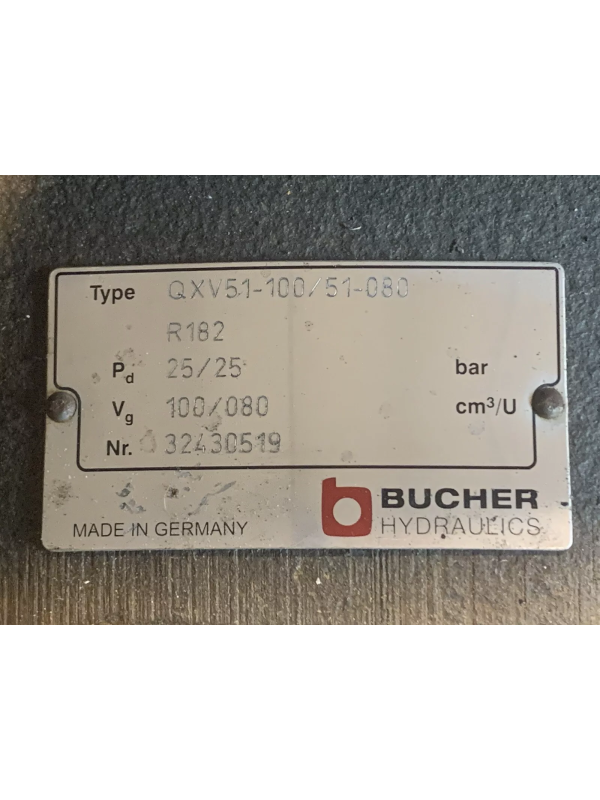 Type QXV51-100/51-080
R182
Pd 25/25 bar
Vg 100/080 cm³/U
Nr. 32430519
BUCHER
HYDRAULICS
MADE IN GERMANY